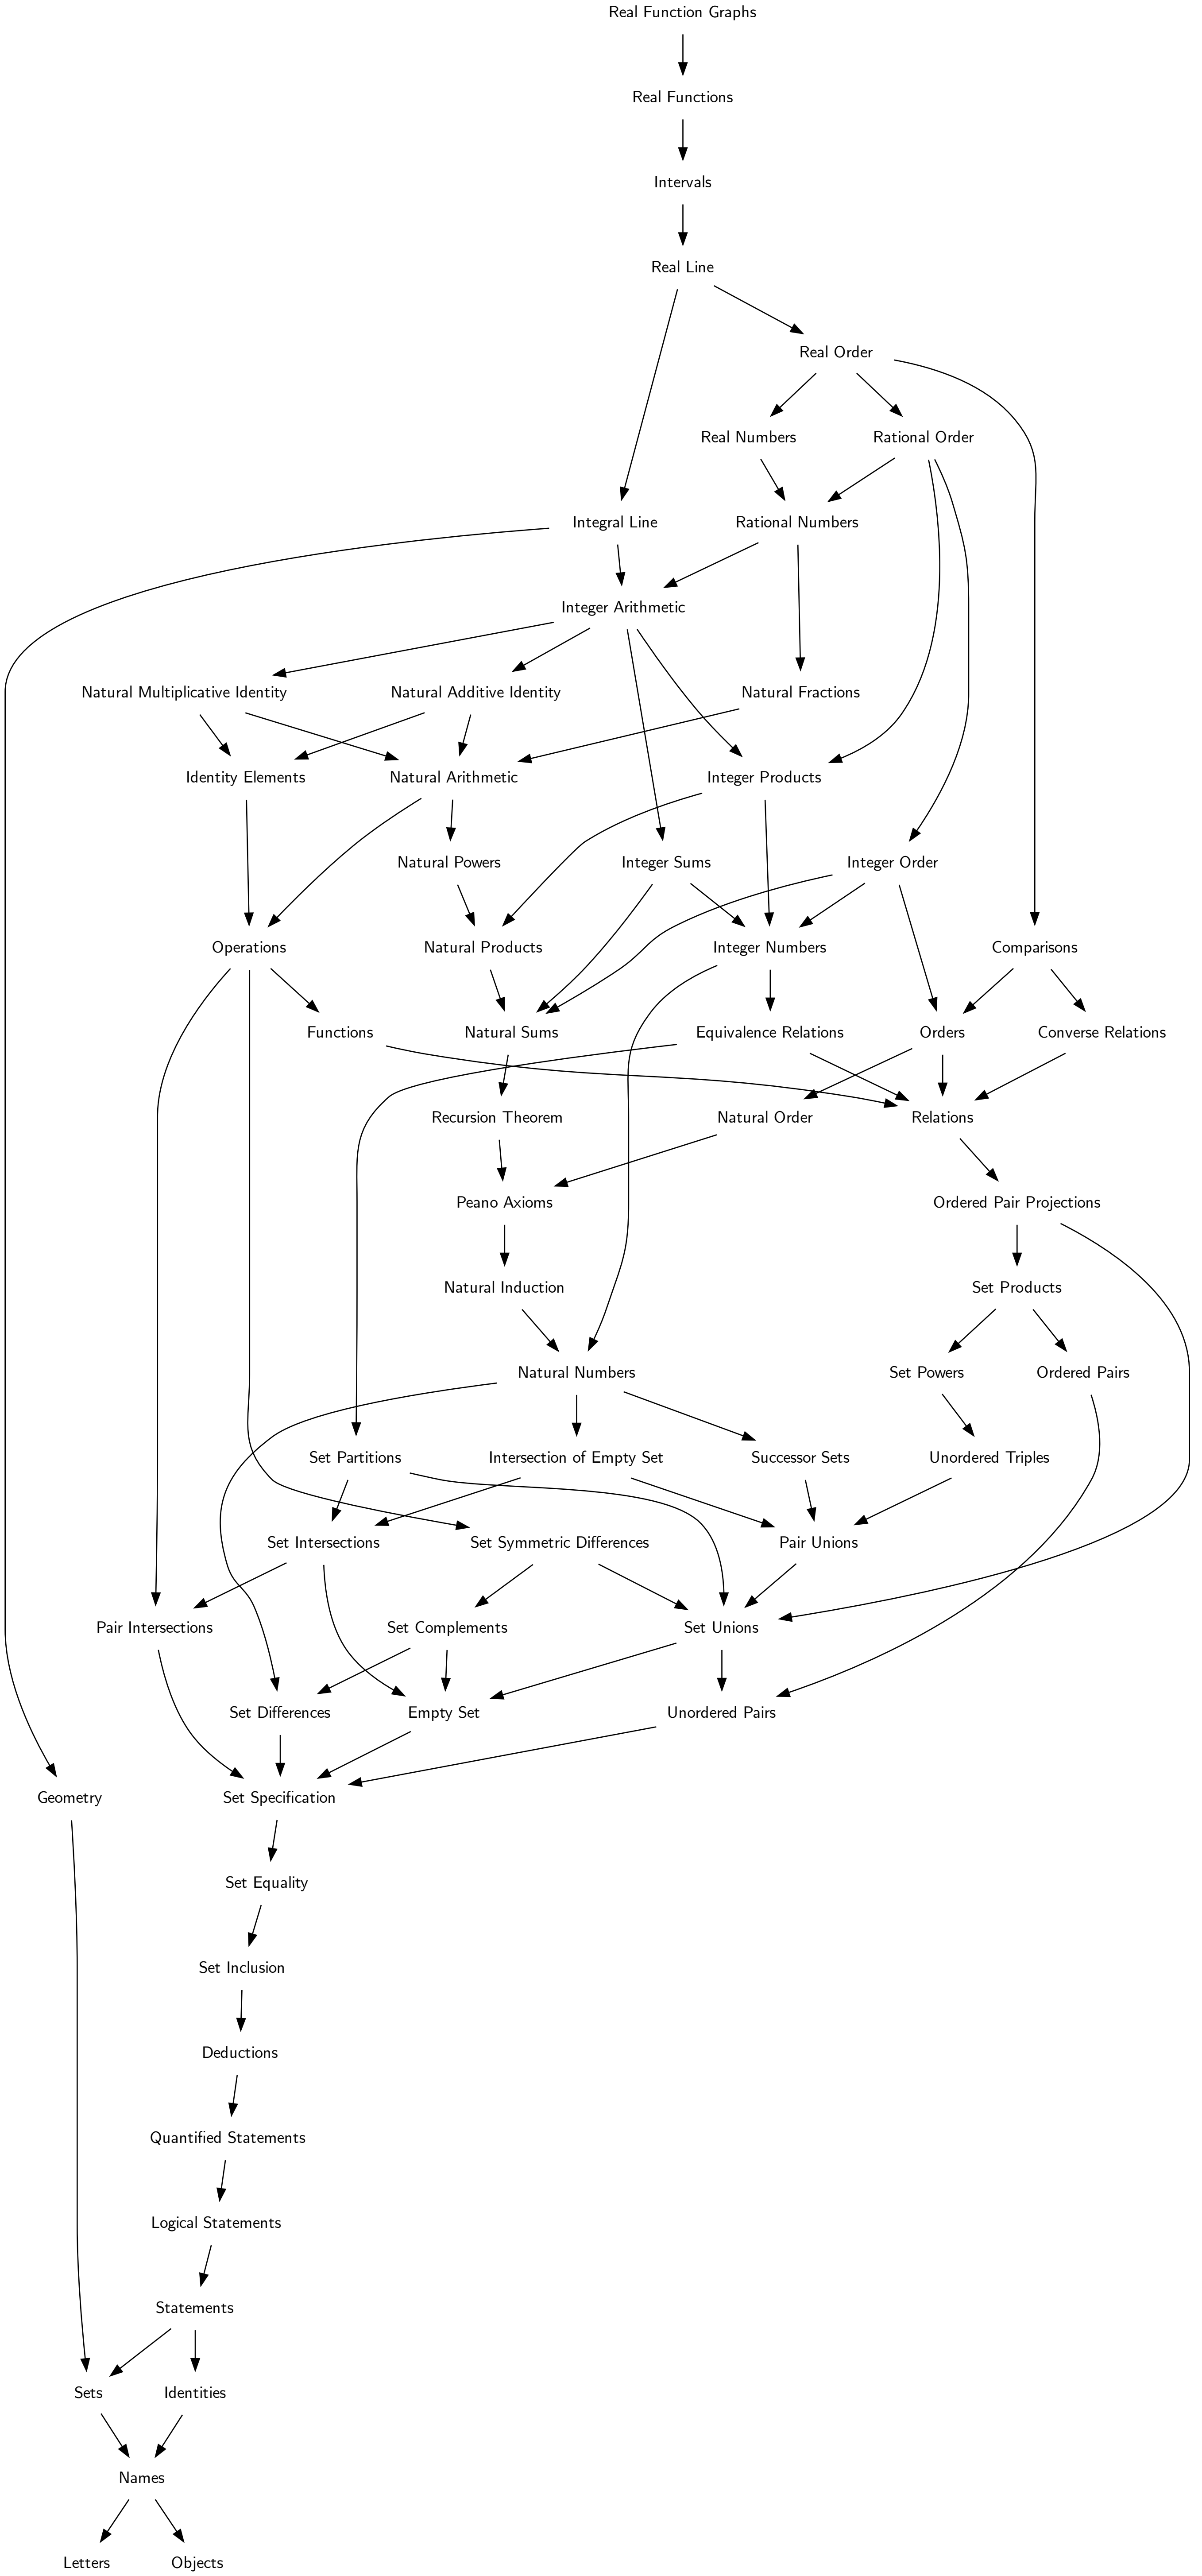 Real Function Graphs
Real Functions
Intervals
Real Line
Real Order
Real Numbers
Rational Order
Integral Line
Rational Numbers
Integer Arithmetic
Natural Multiplicative Identity
Natural Additive Identity
Natural Fractions
Identity Elements
Natural Arithmetic
Integer Products
Natural Powers
Integer Sums
Integer Order
Operations
Natural Products
Integer Numbers
Comparisons
Functions
Natural Sums
Equivalence Relations
Orders
Converse Relations
Recursion Theorem
Natural Order
Relations
Peano Axioms
Ordered Pair Projections
Natural Induction
Set Products
Natural Numbers
Set Powers
Ordered Pairs
Set Partitions
Intersection of Empty Set
Successor Sets
Unordered Triples
Set Intersections
Set Symmetric Differences
Pair Unions
Pair Intersections
Set Complements
Set Unions
Set Differences
Empty Set
Unordered Pairs
Geometry
Set Specification
Set Equality
Set Inclusion
Deductions
Quantified Statements
Logical Statements
Statements
Sets
Identities
Names
Letters
Objects